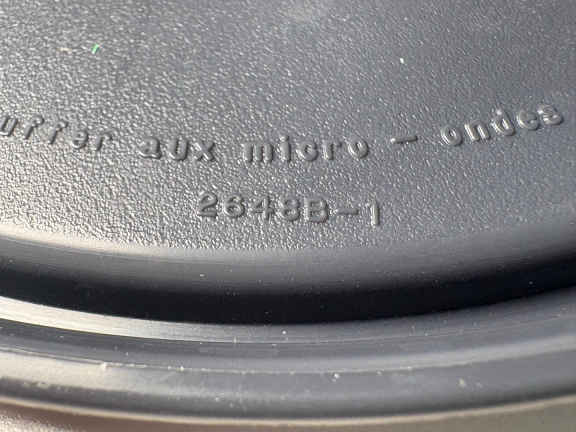 uffer aux micro - ondes
2648B-1